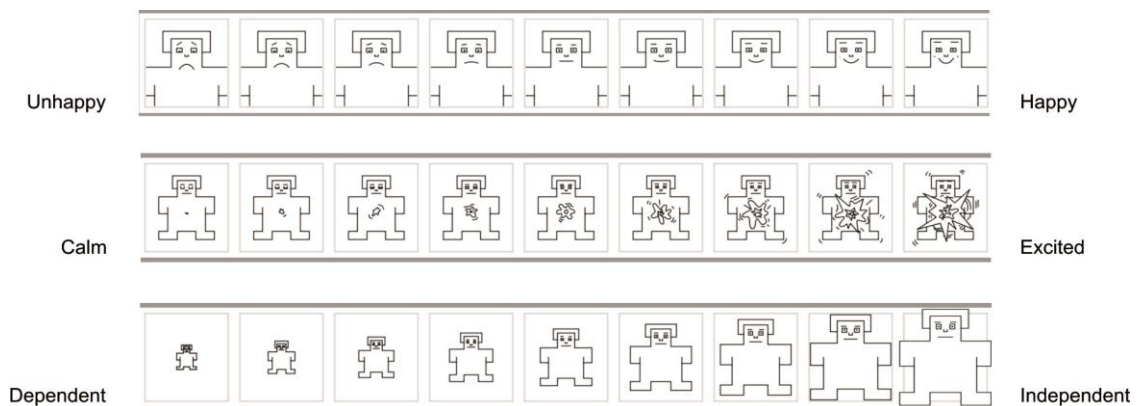 Unhappy
Happy
Calm
Excited
Dependent
Independent